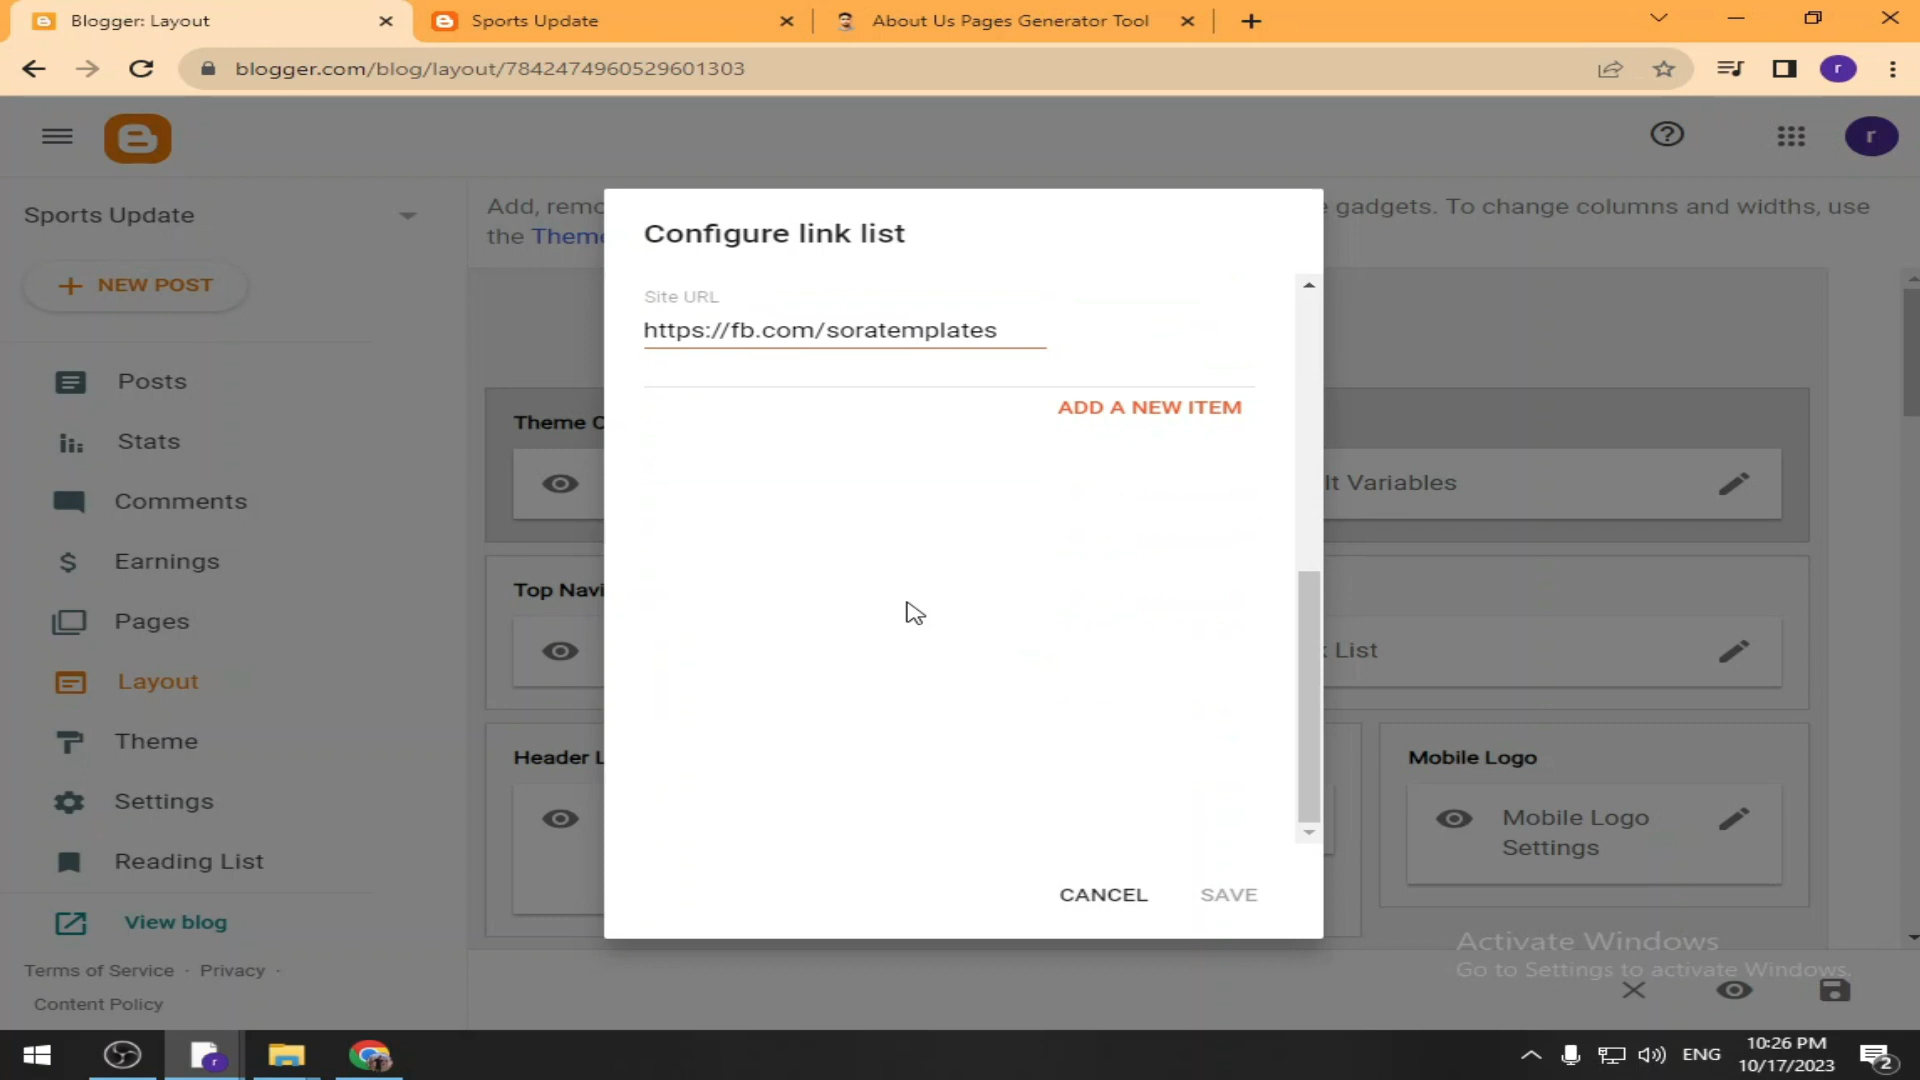 Blogger: Layout
Sports Update
About Us Pages Generator Tool
blogger.com/blog/layout/7842474960529601303
r
r
Sports Update
NEW POST
Posts
Stats
Comments
Earnings
Pages
Layout
Theme
Settings
Reading List
View blog
Terms of Service · Privacy ·
Content Policy
Add, remo
gadgets. To change columns and widths, use
the Theme
Configure link list
Site URL
https://fb.com/soratemplates
ADD A NEW ITEM
CANCEL
SAVE
Theme
lt Variables
Top Navi
List
Header L
Mobile Logo
Mobile Logo
Settings
Activate Windows
Go to Settings to activate Windows.
ENG
10:26 PM
10/17/2023
2